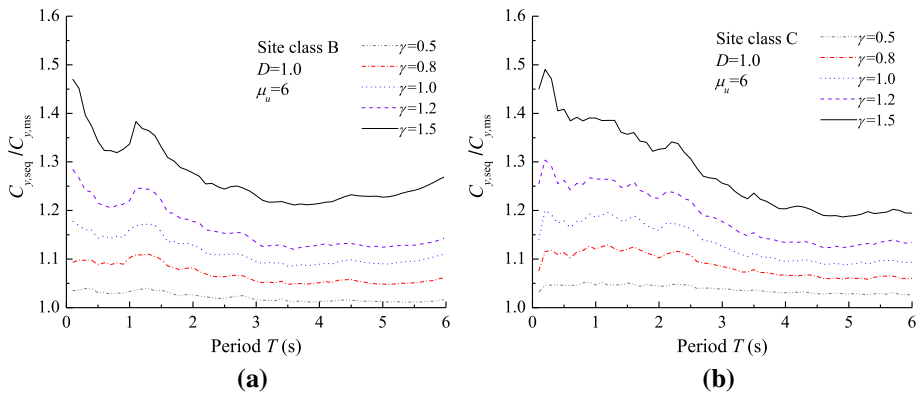 1.6
1.5
1.4
1.3
1.2
1.1
1.0
C_{y,seq} / C_{y,ms}
Site class B
D=1.0
μ_u=6
γ=0.5
γ=0.8
γ=1.0
γ=1.2
γ=1.5
0 1 2 3 4 5 6
Period T (s)
(a)
1.6
1.5
1.4
1.3
1.2
1.1
1.0
C_{y,seq} / C_{y,ms}
Site class C
D=1.0
μ_u=6
γ=0.5
γ=0.8
γ=1.0
γ=1.2
γ=1.5
0 1 2 3 4 5 6
Period T (s)
(b)